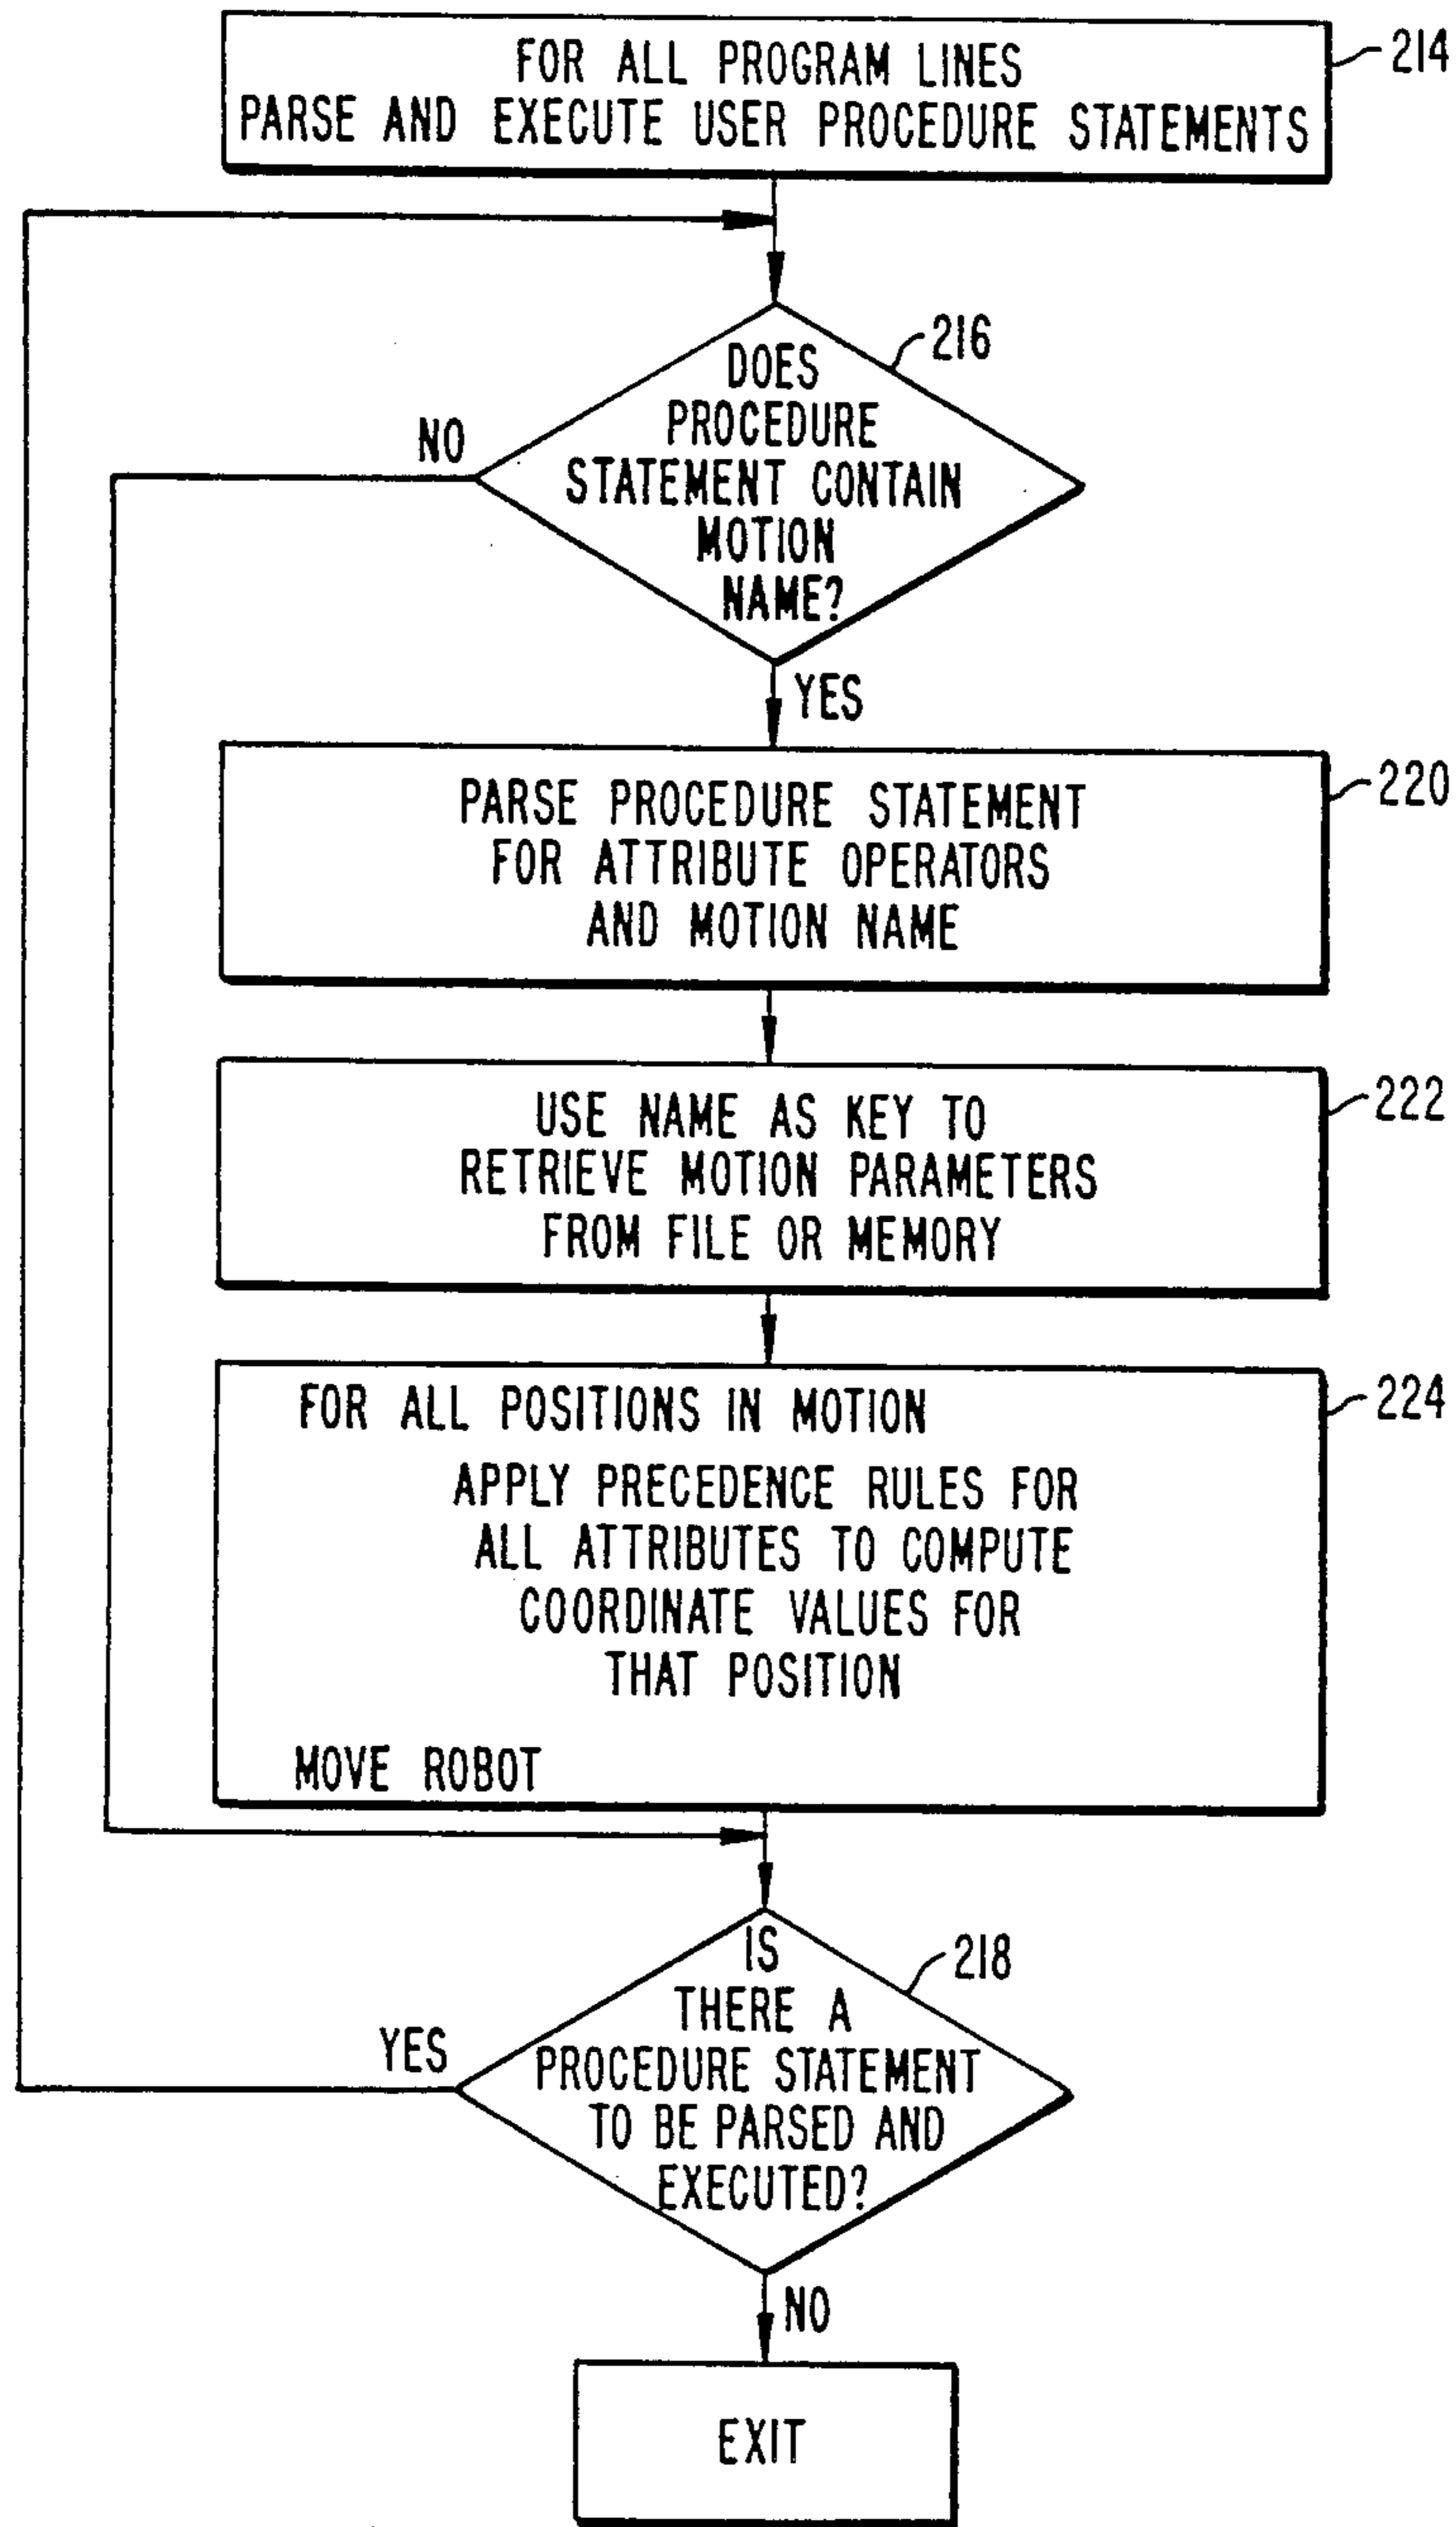 FOR ALL PROGRAM LINES
PARSE AND EXECUTE USER PROCEDURE STATEMENTS
214
DOES
PROCEDURE
STATEMENT CONTAIN
MOTION
NAME?
216
NO
YES
PARSE PROCEDURE STATEMENT
FOR ATTRIBUTE OPERATORS
AND MOTION NAME
220
USE NAME AS KEY TO
RETRIEVE MOTION PARAMETERS
FROM FILE OR MEMORY
222
FOR ALL POSITIONS IN MOTION
APPLY PRECEDENCE RULES FOR
ALL ATTRIBUTES TO COMPUTE
COORDINATE VALUES FOR
THAT POSITION
MOVE ROBOT
224
IS
THERE A
PROCEDURE STATEMENT
TO BE PARSED AND
EXECUTED?
218
YES
NO
EXIT